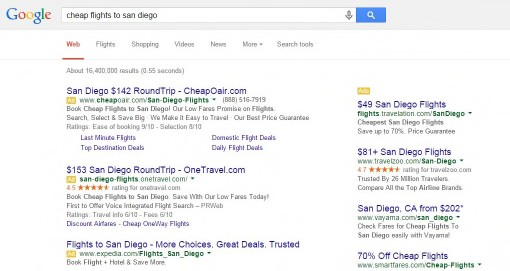 Google
cheap flights to san diego
Web Flights Shopping Videos News More Search tools
About 16,400,000 results (0.55 seconds)
San Diego $142 RoundTrip - CheapOair.com
Ad www.cheapoair.com/San-Diego-Flights (888) 516-7919
Book Cheap Flights to San Diego! Our Low Fares Promise on Flights.
Search, Select & Save Big · We Make it Easy to Travel · Our Best Price Guarantee
Ratings: Ease of booking 9/10 - Selection 8/10
Last Minute Flights Domestic Flight Deals
Top Destination Deals Daily Flight Deals
$153 San Diego RoundTrip - OneTravel.com
Ad san-diego-flights.onetravel.com/
4.5 rating for onetravel.com
Book Cheap Flights to San Diego. Save With Our Low Fares Today!
First to Offer Voice Integrated Flight Search – PRWeb
Ratings: Travel info 6/10 - Fees 6/10
Discount Airfares - Cheap OneWay Flights
Flights to San Diego - More Choices, Great Deals, Trusted
Ad www.expedia.com/Flights_San_Diego
Book Flight + Hotel & Save More.
Ads
$49 San Diego Flights
flights.travelation.com/SanDiego
Cheapest San Diego Flights
Save up to 70%. Price Guarantee
$81+ San Diego Flights
www.travelzoo.com/San-Diego
4.7 rating for travelzoo.com
Trusted By 26 Million Travelers
Compare All the Top Airline Brands.
San Diego, CA from $202*
www.vayama.com/san_diego
Check Fares for Cheap Flights To
San Diego easily with Vayama!
70% Off Cheap Flights
www.smartfares.com/Cheap-Flights